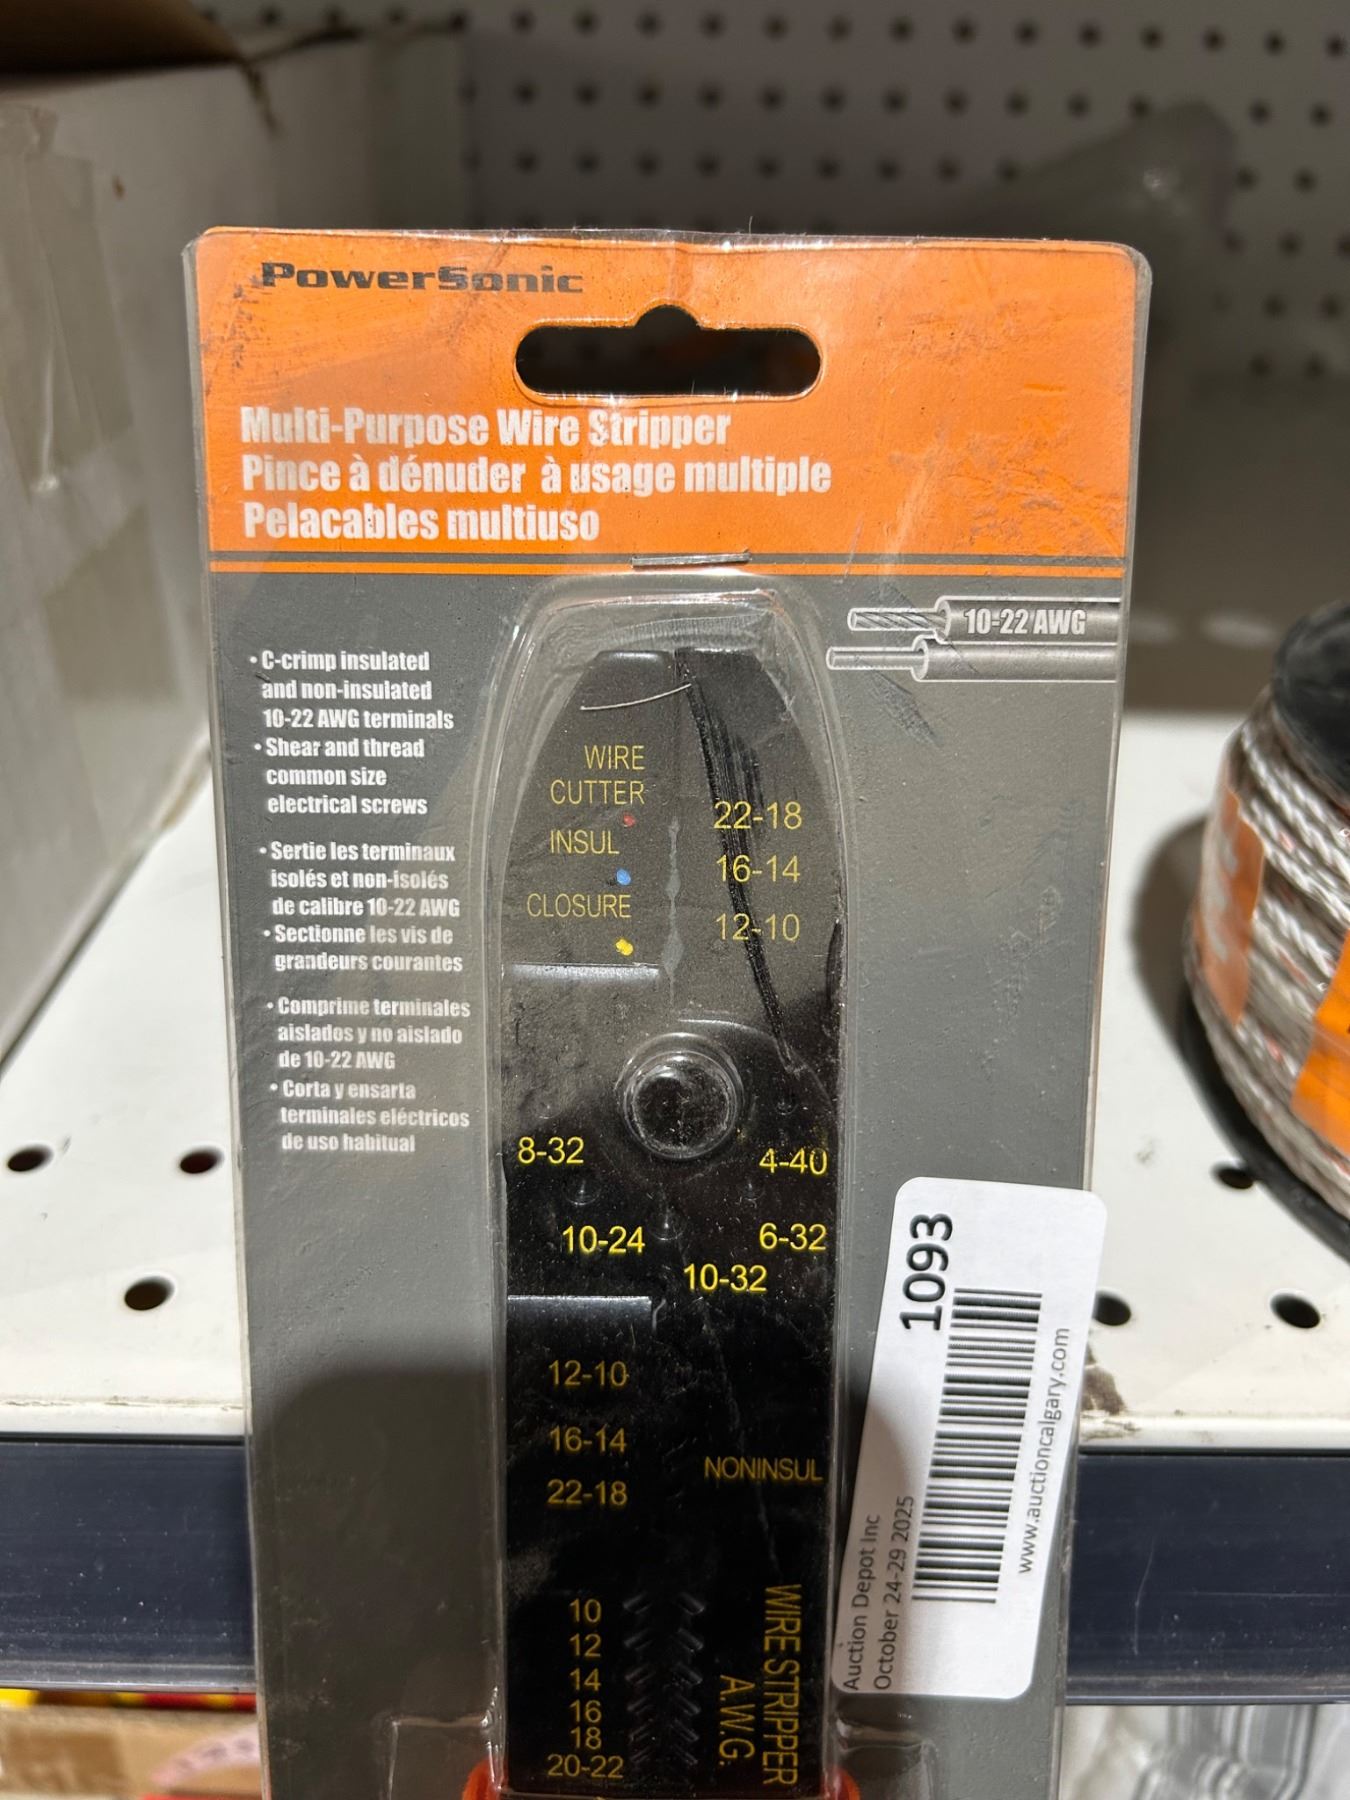 PowerSonic
Multi-Purpose Wire Stripper
Pince à dénuder à usage multiple
Pelacables multiuso
10-22 AWG
• C-crimp insulated
and non-insulated
10-22 AWG terminals
• Shear and thread
common size
electrical screws
• Sertie les terminaux
isolés et non-isolés
de calibre 10-22 AWG
• Sectionne les vis de
grandeurs courantes
• Comprime terminales
aislados y no aislado
de 10-22 AWG
• Corta y ensarta
terminales eléctricos
de uso habitual
WIRE
CUTTER
INSUL
CLOSURE
22-18
16-14
12-10
8-32
4-40
10-24
6-32
10-32
12-10
16-14
22-18
NONINSUL
10
12
14
16
18
20-22
WIRE STRIPPER
A.W.G.
1093
Auction Depot Inc
October 24-29 2025
www.auctioncalgary.com